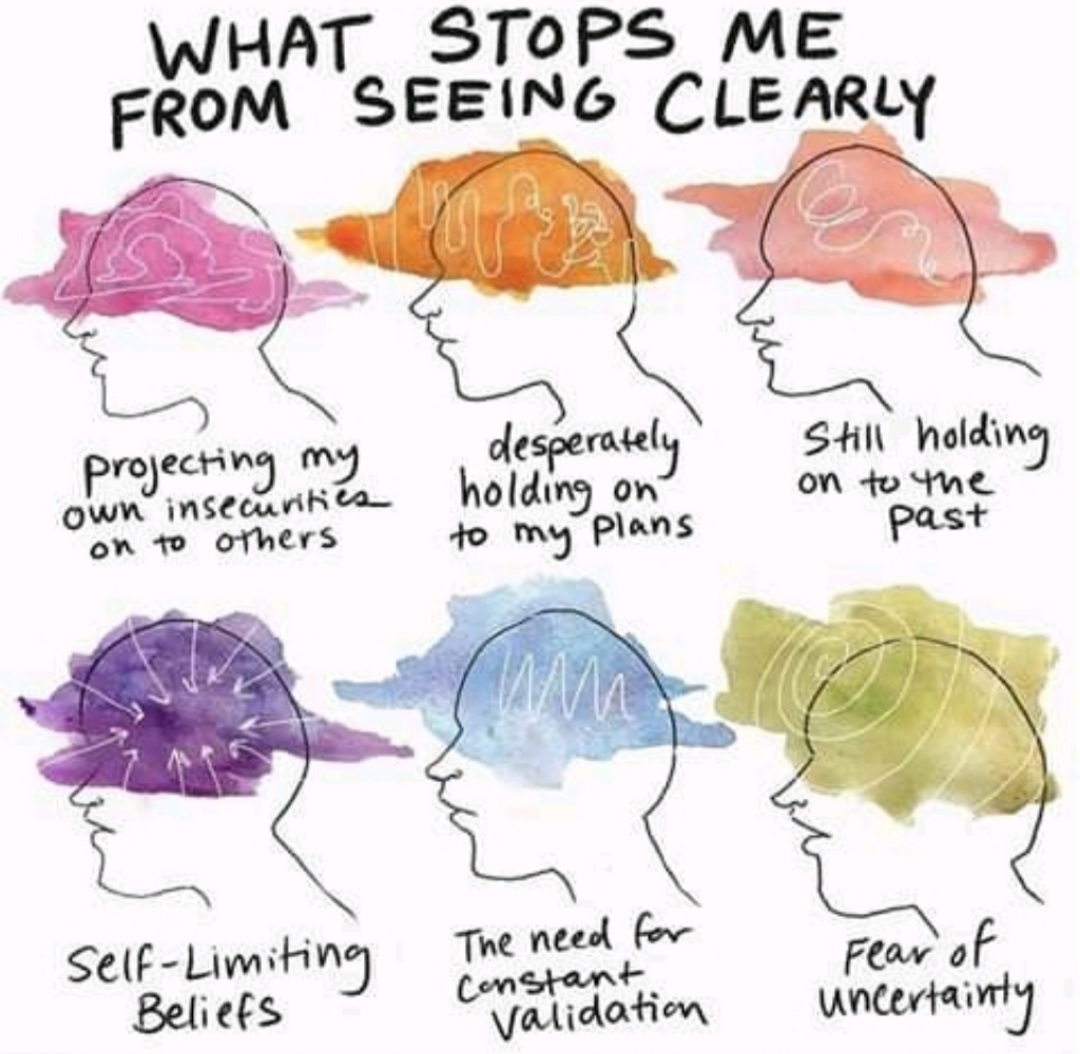 WHAT STOPS ME
FROM SEEING CLEARLY
projecting my
own insecurities
on to others
desperately
holding on
to my plans
Still holding
on to the
past
Self-Limiting
Beliefs
The need for
Constant
Validation
Fear of
uncertainty